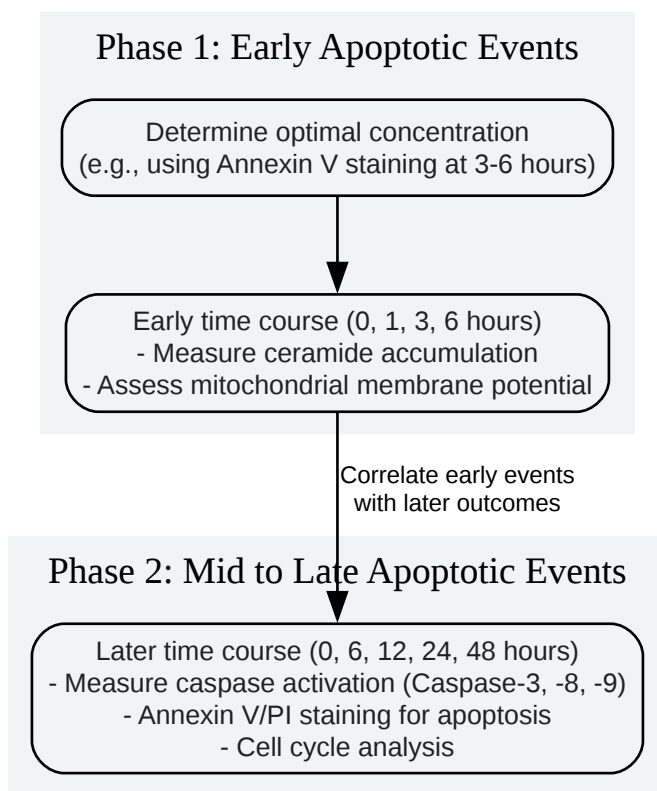 Phase 1: Early Apoptotic Events
Determine optimal concentration
(e.g., using Annexin V staining at 3-6 hours)
Early time course (0, 1, 3, 6 hours)
- Measure ceramide accumulation
- Assess mitochondrial membrane potential
Correlate early events
with later outcomes
Phase 2: Mid to Late Apoptotic Events
Later time course (0, 6, 12, 24, 48 hours)
- Measure caspase activation (Caspase-3, -8, -9)
- Annexin V/PI staining for apoptosis
- Cell cycle analysis